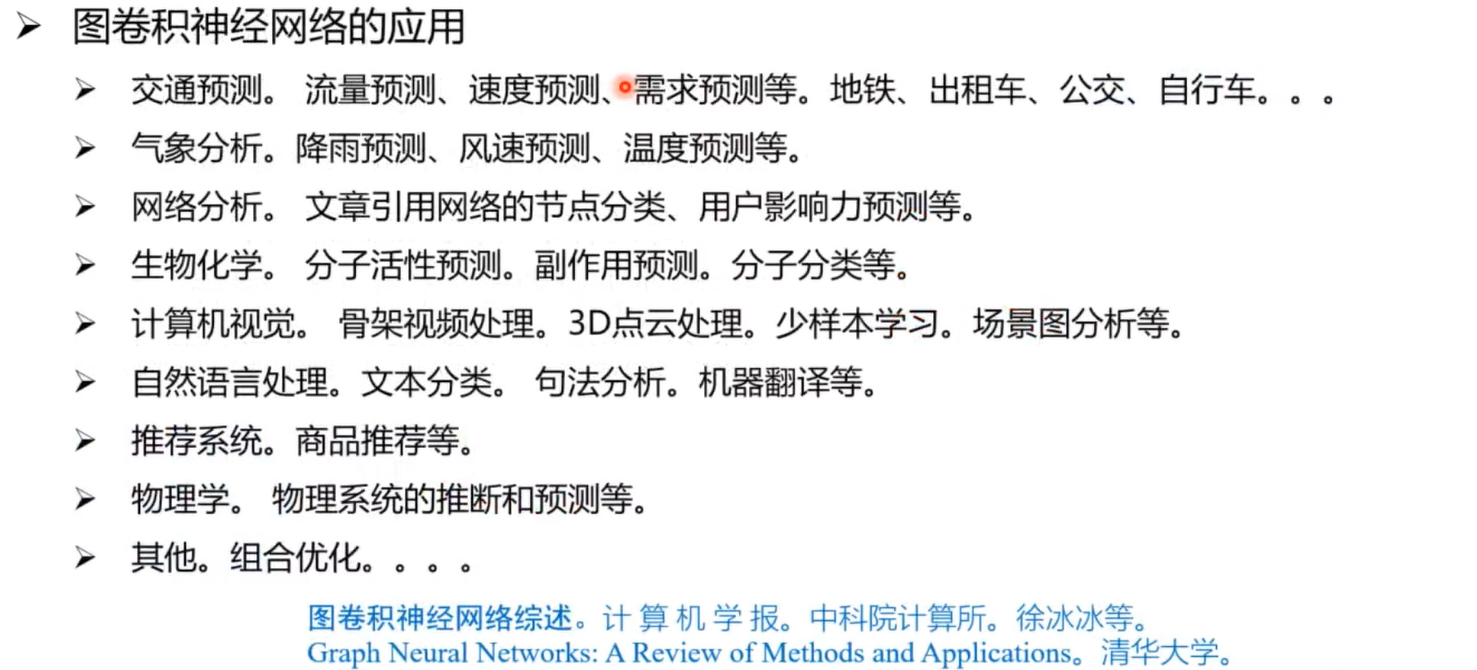 图卷积神经网络的应用
交通预测。 流量预测、速度预测、需求预测等。地铁、出租车、公交、自行车。。。
气象分析。降雨预测、风速预测、温度预测等。
网络分析。 文章引用网络的节点分类、用户影响力预测等。
生物化学。 分子活性预测。副作用预测。分子分类等。
计算机视觉。 骨架视频处理。3D点云处理。少样本学习。场景图分析等。
自然语言处理。文本分类。 句法分析。机器翻译等。
推荐系统。商品推荐等。
物理学。 物理系统的推断和预测等。
其他。组合优化。。。。
图卷积神经网络综述。计 算 机 学 报。中科院计算所。徐冰冰等。
Graph Neural Networks: A Review of Methods and Applications。清华大学。